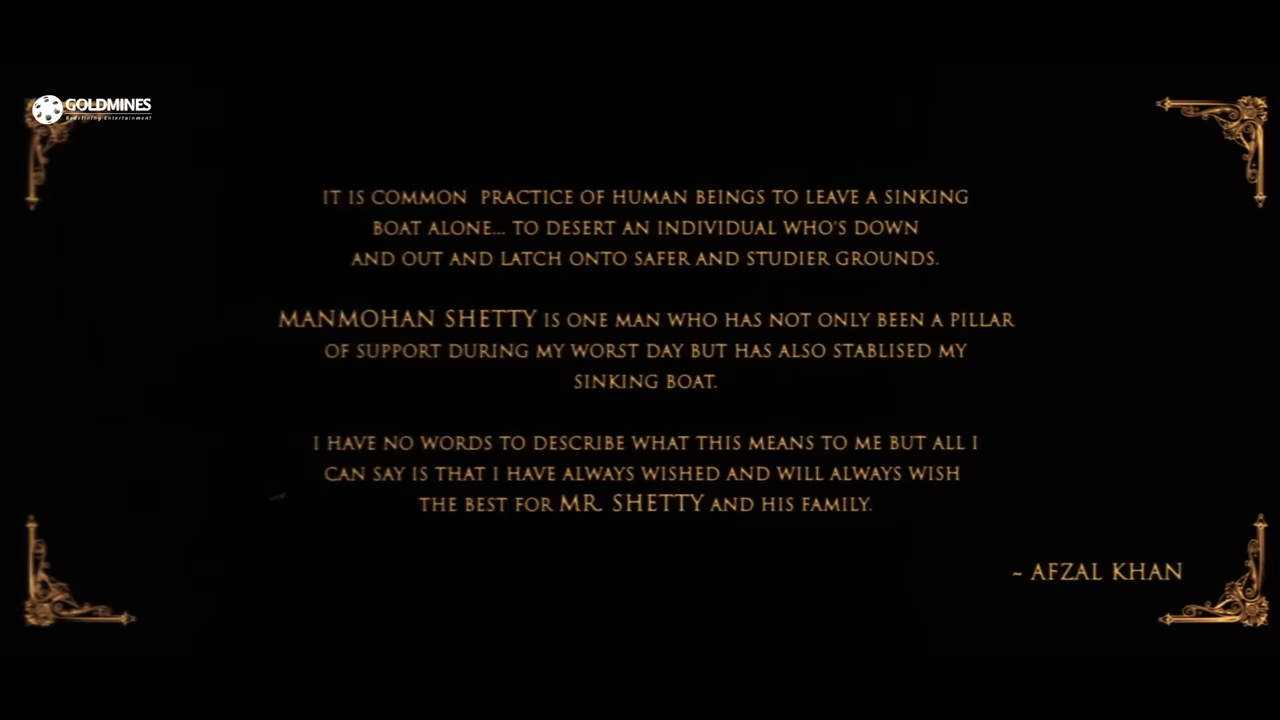 GOLDMINES
Redefining Entertainment
IT IS COMMON PRACTICE OF HUMAN BEINGS TO LEAVE A SINKING
BOAT ALONE... TO DESERT AN INDIVIDUAL WHO'S DOWN
AND OUT AND LATCH ONTO SAFER AND STUDIER GROUNDS.
MANMOHAN SHETTY IS ONE MAN WHO HAS NOT ONLY BEEN A PILLAR
OF SUPPORT DURING MY WORST DAY BUT HAS ALSO STABLISED MY
SINKING BOAT.
I HAVE NO WORDS TO DESCRIBE WHAT THIS MEANS TO ME BUT ALL I
CAN SAY IS THAT I HAVE ALWAYS WISHED AND WILL ALWAYS WISH
THE BEST FOR MR. SHETTY AND HIS FAMILY.
~ AFZAL KHAN